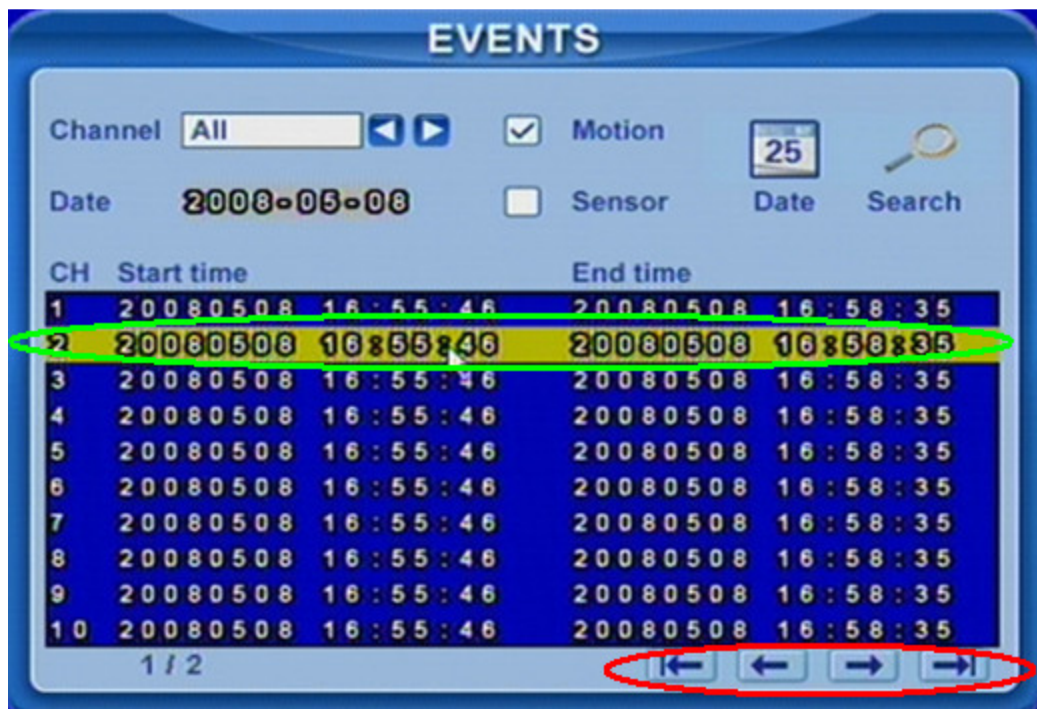 EVENTS
Channel All Motion
25
Date 2008-05-08 Sensor Date Search
CH Start time End time
1 20080508 16:55:46 20080508 16:58:35
2 20080508 16:55:46 20080508 16:58:35
3 20080508 16:55:46 20080508 16:58:35
4 20080508 16:55:46 20080508 16:58:35
5 20080508 16:55:46 20080508 16:58:35
6 20080508 16:55:46 20080508 16:58:35
7 20080508 16:55:46 20080508 16:58:35
8 20080508 16:55:46 20080508 16:58:35
9 20080508 16:55:46 20080508 16:58:35
10 20080508 16:55:46 20080508 16:58:35
1 / 2